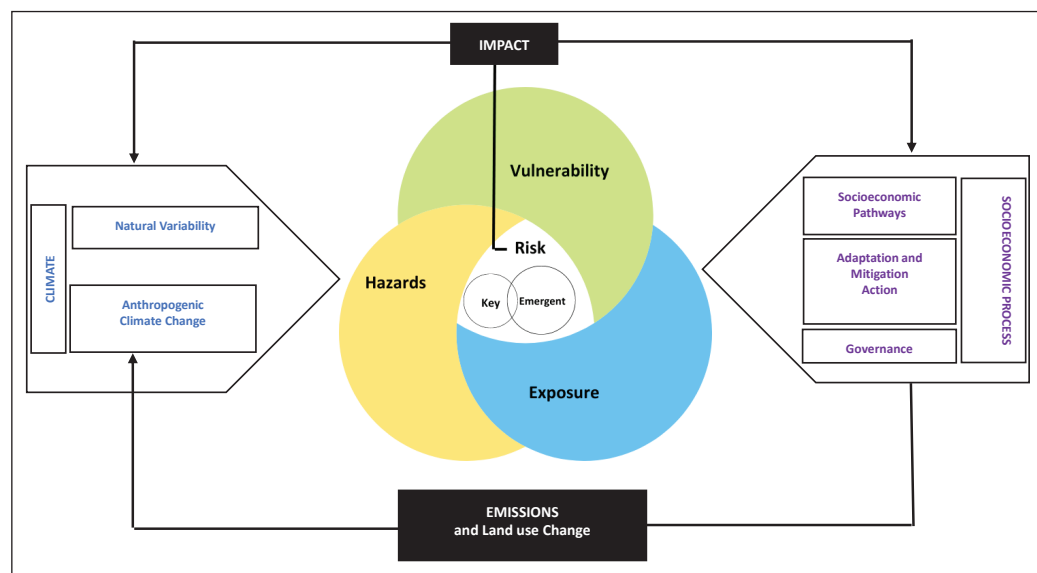 IMPACT
Vulnerability
Risk
Key
Emergent
Hazards
Exposure
CLIMATE
Natural Variability
Anthropogenic
Climate Change
Socioeconomic
Pathways
Adaptation and
Mitigation
Action
Governance
SOCIOECONOMIC PROCESS
EMISSIONS
and Land use Change